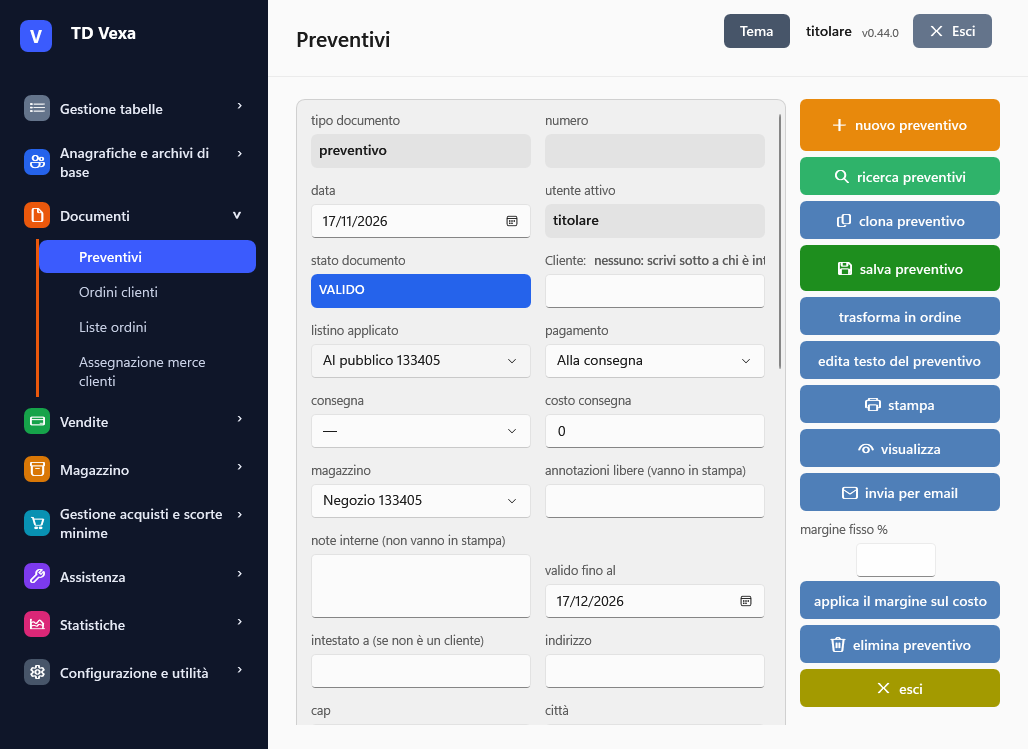 V
TD Vexa
Gestione tabelle
Anagrafiche e archivi di
base
Documenti
Preventivi
Ordini clienti
Liste ordini
Assegnazione merce
clienti
Vendite
Magazzino
Gestione acquisti e scorte
minime
Assistenza
Statistiche
Configurazione e utilità
Preventivi
Tema
titolare
v0.44.0
Esci
tipo documento
preventivo
numero
data
17/11/2026
utente attivo
titolare
stato documento
VALIDO
Cliente: nessuno: scrivi sotto a chi è int
listino applicato
Al pubblico 133405
pagamento
Alla consegna
consegna
—
costo consegna
0
magazzino
Negozio 133405
annotazioni libere (vanno in stampa)
note interne (non vanno in stampa)
valido fino al
17/12/2026
intestato a (se non è un cliente)
indirizzo
cap
città
nuovo preventivo
ricerca preventivi
clona preventivo
salva preventivo
trasforma in ordine
edita testo del preventivo
stampa
visualizza
invia per email
margine fisso %
applica il margine sul costo
elimina preventivo
esci